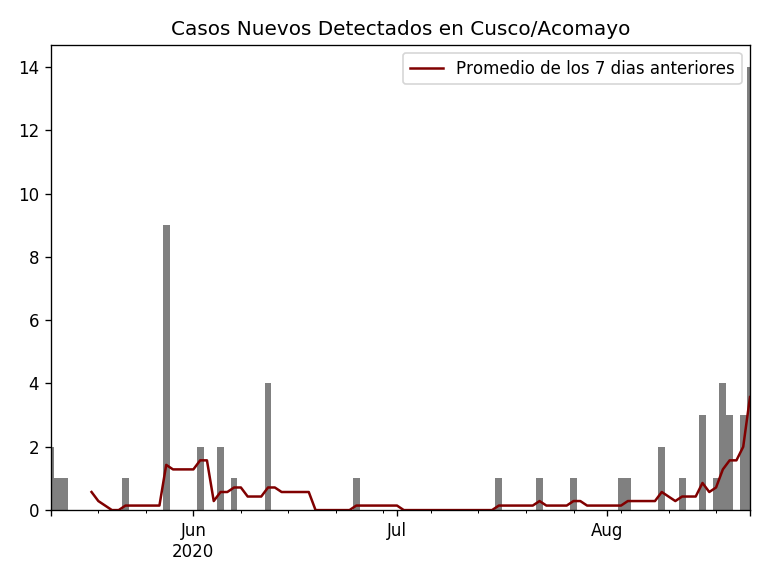 Casos Nuevos Detectados en Cusco/Acomayo
Promedio de los 7 dias anteriores
14
12
10
8
6
4
2
0
Jun
2020
Jul
Aug